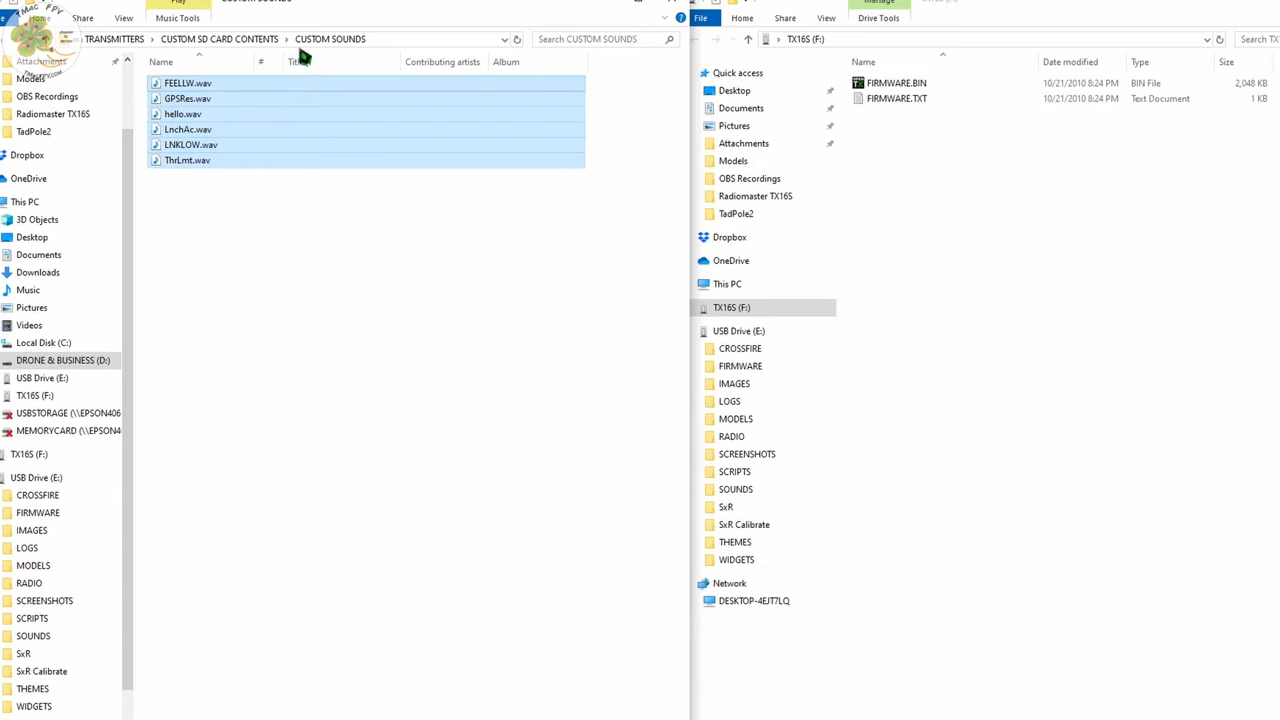 Play
CUSTOM SOUNDS
Home
Share
View
Music Tools
TRANSMITTERS > CUSTOM SD CARD CONTENTS > CUSTOM SOUNDS
Search CUSTOM SOUNDS
TMac FPV
TMACFPV.COM
Attachments
Models
OBS Recordings
Radiomaster TX16S
TadPole2
Dropbox
OneDrive
This PC
3D Objects
Desktop
Documents
Downloads
Music
Pictures
Videos
Local Disk (C:)
DRONE & BUSINESS (D:)
USB Drive (E:)
TX16S (F:)
USBSTORAGE (\\EPSON406
MEMORYCARD (\\EPSON40
TX16S (F:)
USB Drive (E:)
CROSSFIRE
FIRMWARE
IMAGES
LOGS
MODELS
RADIO
SCREENSHOTS
SCRIPTS
SOUNDS
SxR
SxR Calibrate
THEMES
WIDGETS
Name
#
Title
Contributing artists
Album
FEELLW.wav
GPSRes.wav
hello.wav
LnchAc.wav
LNKLOW.wav
ThrLmt.wav
Manage
File
Home
Share
View
Drive Tools
TX16S (F:)
Search TX
Quick access
Desktop
Documents
Pictures
Attachments
Models
OBS Recordings
Radiomaster TX16S
TadPole2
Dropbox
OneDrive
This PC
TX16S (F:)
USB Drive (E:)
CROSSFIRE
FIRMWARE
IMAGES
LOGS
MODELS
RADIO
SCREENSHOTS
SCRIPTS
SOUNDS
SxR
SxR Calibrate
THEMES
WIDGETS
Network
DESKTOP-4EJT7LQ
Name
Date modified
Type
Size
FIRMWARE.BIN
10/21/2010 8:24 PM
BIN File
2,048 KB
FIRMWARE.TXT
10/21/2010 8:24 PM
Text Document
1 KB